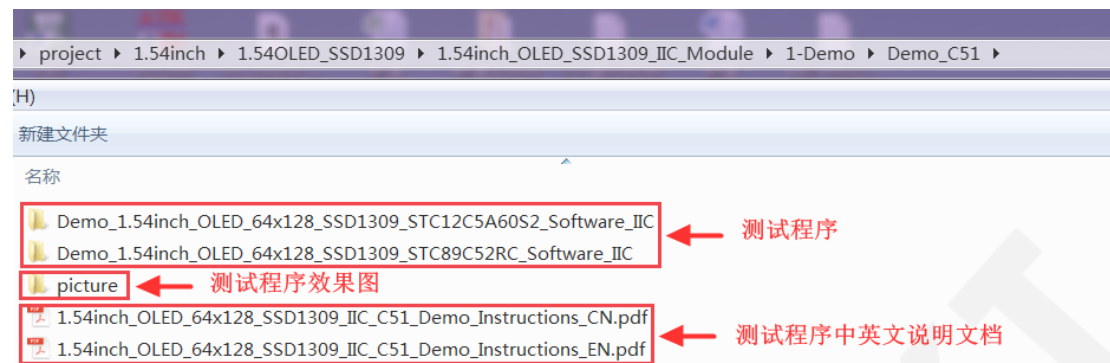 project ▸ 1.54inch ▸ 1.54OLED_SSD1309 ▸ 1.54inch_OLED_SSD1309_IIC_Module ▸ 1-Demo ▸ Demo_C51
(H)
新建文件夹
名称
Demo_1.54inch_OLED_64x128_SSD1309_STC12C5A60S2_Software_IIC
测试程序
Demo_1.54inch_OLED_64x128_SSD1309_STC89C52RC_Software_IIC
picture 测试程序效果图
1.54inch_OLED_64x128_SSD1309_IIC_C51_Demo_Instructions_CN.pdf
测试程序中英文说明文档
1.54inch_OLED_64x128_SSD1309_IIC_C51_Demo_Instructions_EN.pdf